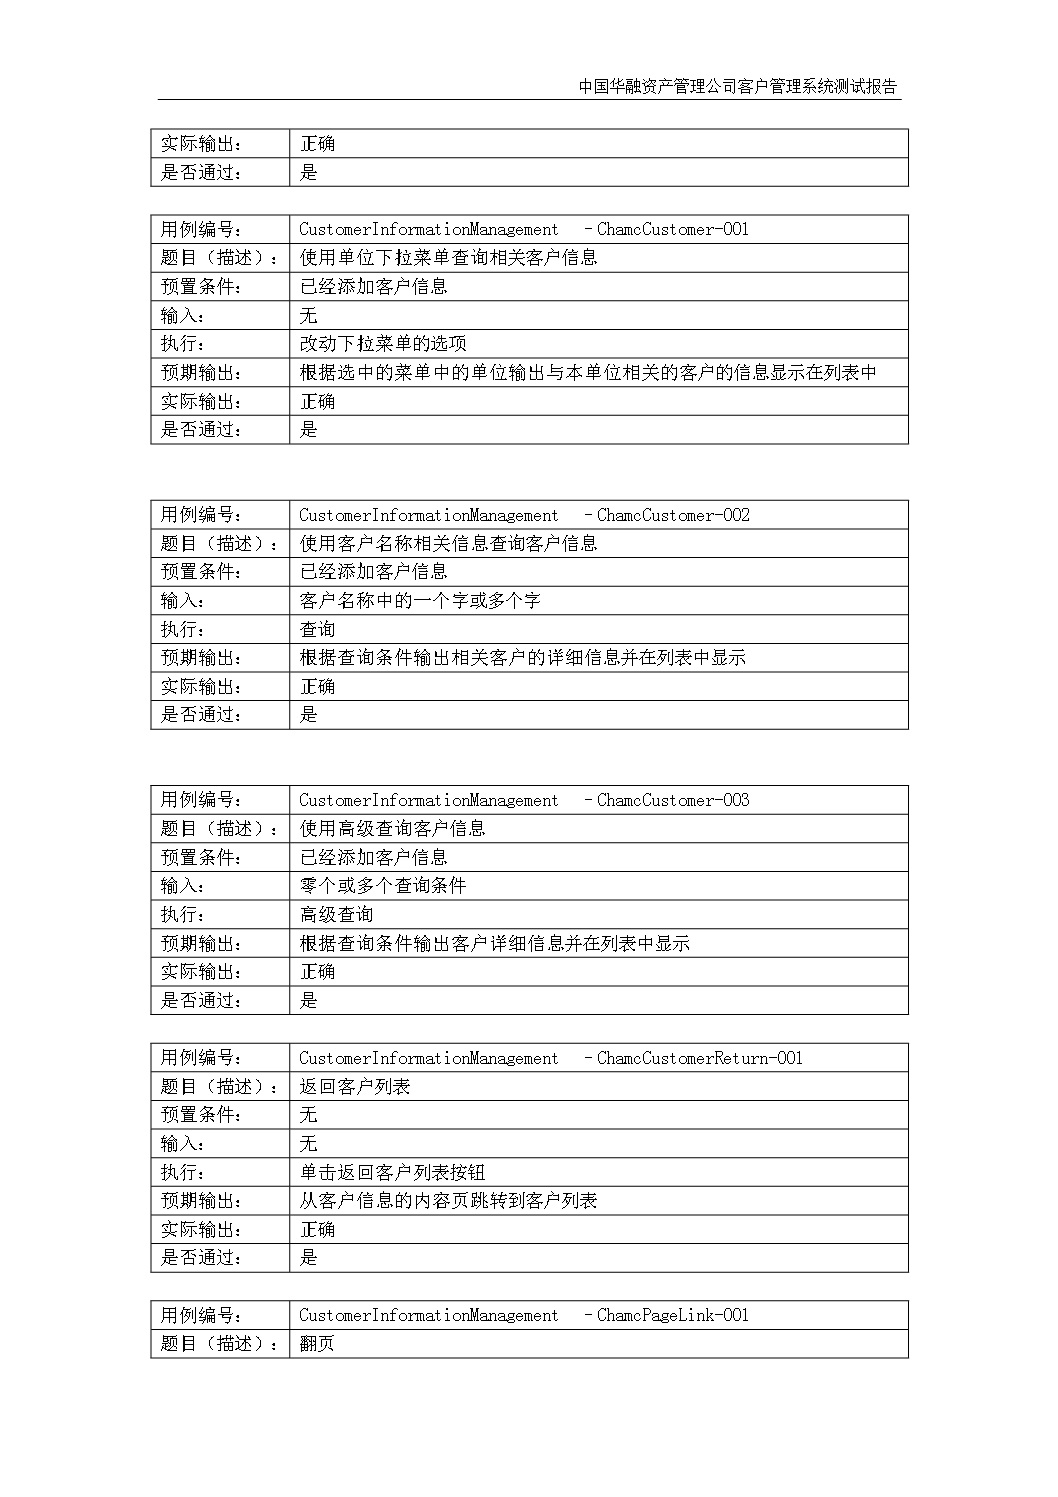 中国华融资产管理公司客户管理系统测试报告
实际输出： 正确
是否通过： 是
用例编号： CustomerInformationManagement －ChamcCustomer-001
题目（描述）： 使用单位下拉菜单查询相关客户信息
预置条件： 已经添加客户信息
输入： 无
执行： 改动下拉菜单的选项
预期输出： 根据选中的菜单中的单位输出与本单位相关的客户的信息显示在列表中
实际输出： 正确
是否通过： 是
用例编号： CustomerInformationManagement －ChamcCustomer-002
题目（描述）： 使用客户名称相关信息查询客户信息
预置条件： 已经添加客户信息
输入： 客户名称中的一个字或多个字
执行： 查询
预期输出： 根据查询条件输出相关客户的详细信息并在列表中显示
实际输出： 正确
是否通过： 是
用例编号： CustomerInformationManagement －ChamcCustomer-003
题目（描述）： 使用高级查询客户信息
预置条件： 已经添加客户信息
输入： 零个或多个查询条件
执行： 高级查询
预期输出： 根据查询条件输出客户详细信息并在列表中显示
实际输出： 正确
是否通过： 是
用例编号： CustomerInformationManagement －ChamcCustomerReturn-001
题目（描述）： 返回客户列表
预置条件： 无
输入： 无
执行： 单击返回客户列表按钮
预期输出： 从客户信息的内容页跳转到客户列表
实际输出： 正确
是否通过： 是
用例编号： CustomerInformationManagement －ChamcPageLink-001
题目（描述）： 翻页